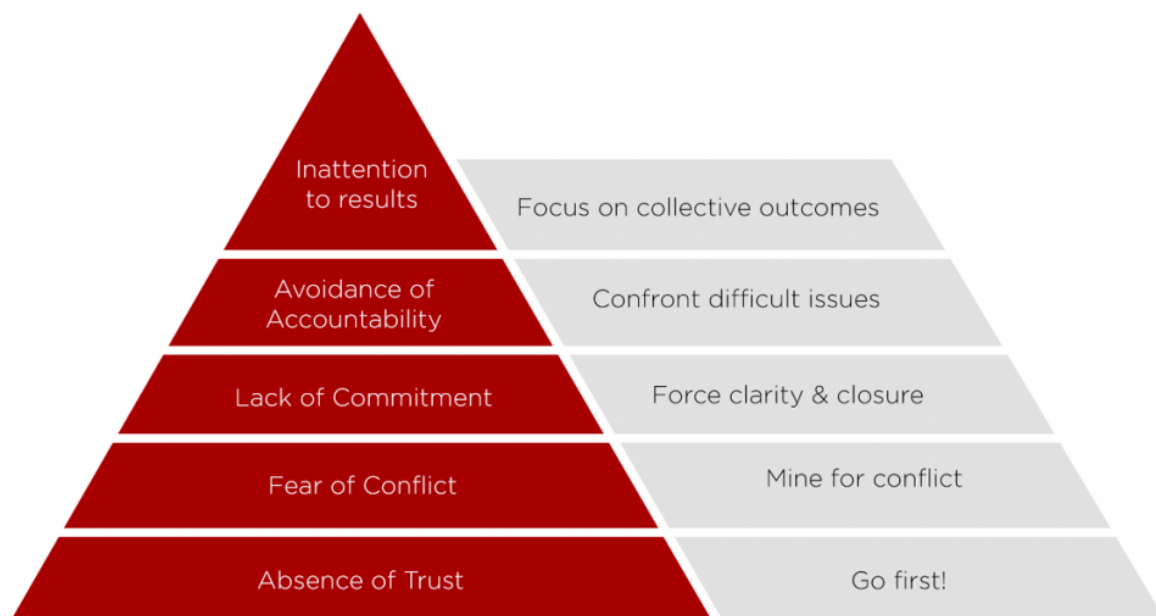 Inattention
to results
Focus on collective outcomes
Avoidance of
Accountability
Confront difficult issues
Lack of Commitment
Force clarity & closure
Fear of Conflict
Mine for conflict
Absence of Trust
Go first!